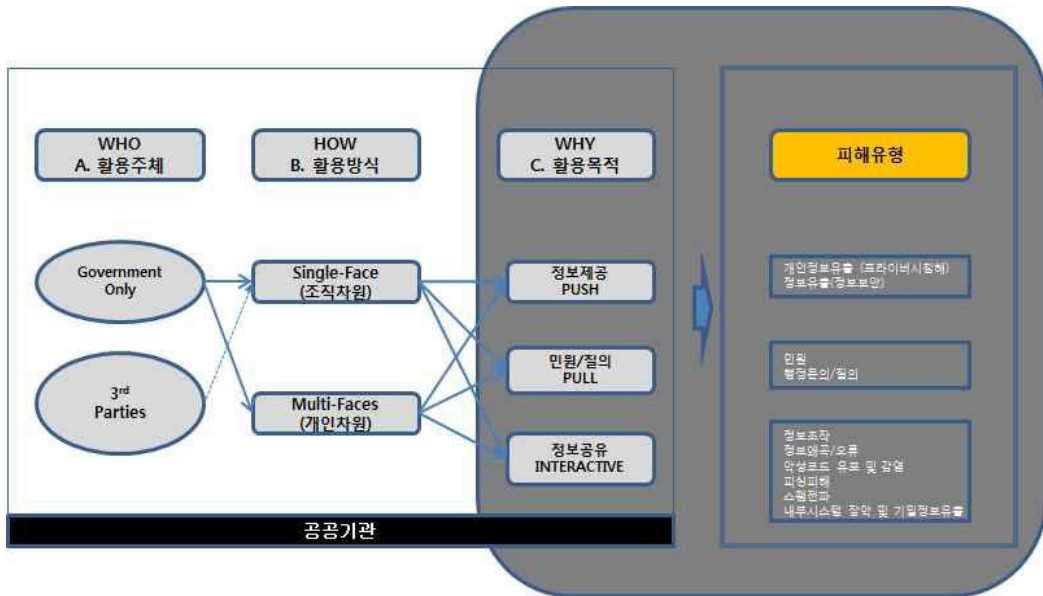 WHO
A. 활용주체
HOW
B. 활용방식
WHY
C. 활용목적
피해유형
Government
Only
3rd
Parties
Single-Face
(조직차원)
Multi-Faces
(개인차원)
정보제공
PUSH
민원/질의
PULL
정보공유
INTERACTIVE
개인정보유출 (프라이버시침해)
정보유출(정보보안)
민원
행정문의/질의
정보조작
정보왜곡/오류
악성코드 유포 및 감염
피싱피해
스팸전파
내부시스템 장악 및 기밀정보유출
공공기관